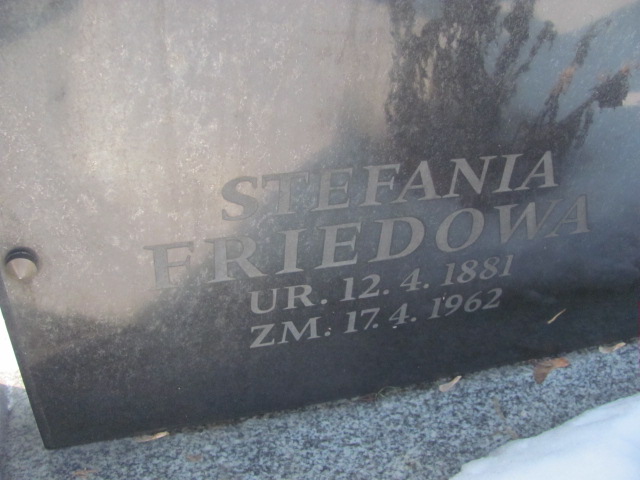 STEFANIA
FRIEDOWA
UR. 12. 4. 1881
ZM. 17. 4. 1962